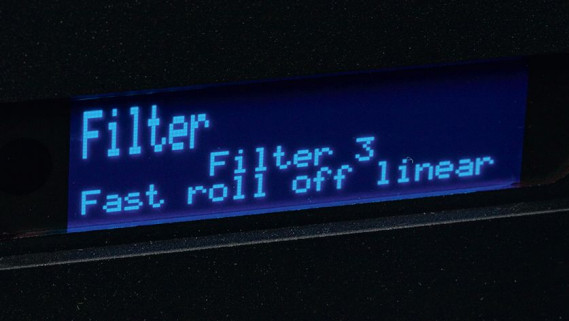 Filter
Filter 3
Fast roll off linear